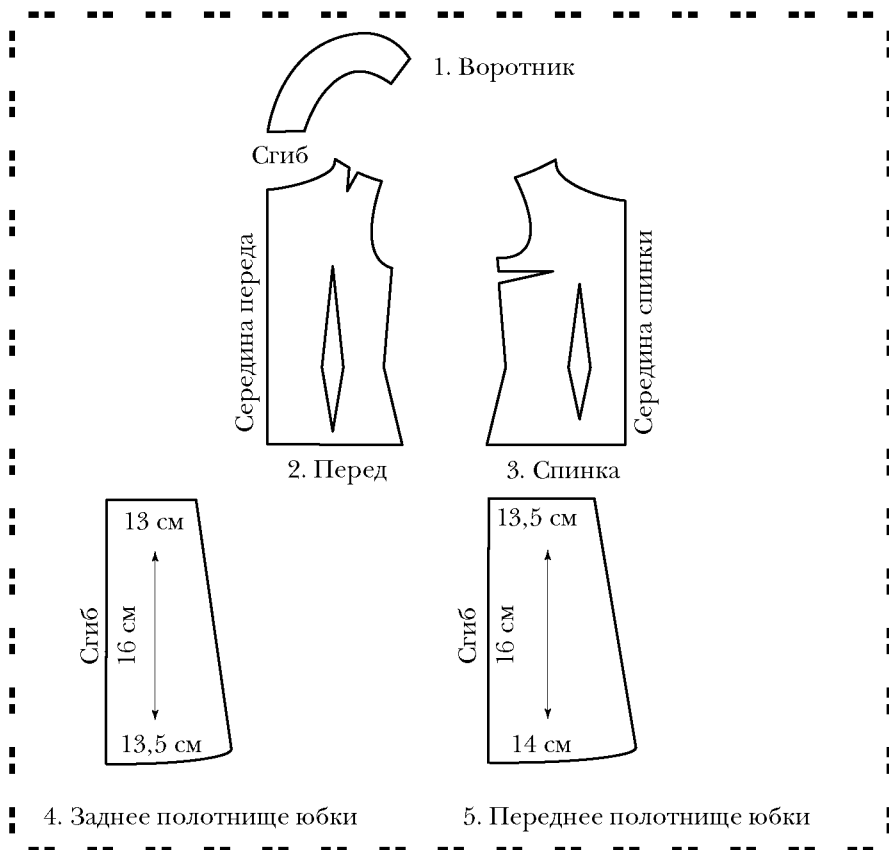 1. Воротник
Сгиб
Середина переда
Середина спинки
2. Перед
3. Спинка
13 см
13,5 см
Сгиб
16 см
Сгиб
16 см
13,5 см
14 см
4. Заднее полотнище юбки
5. Переднее полотнище юбки